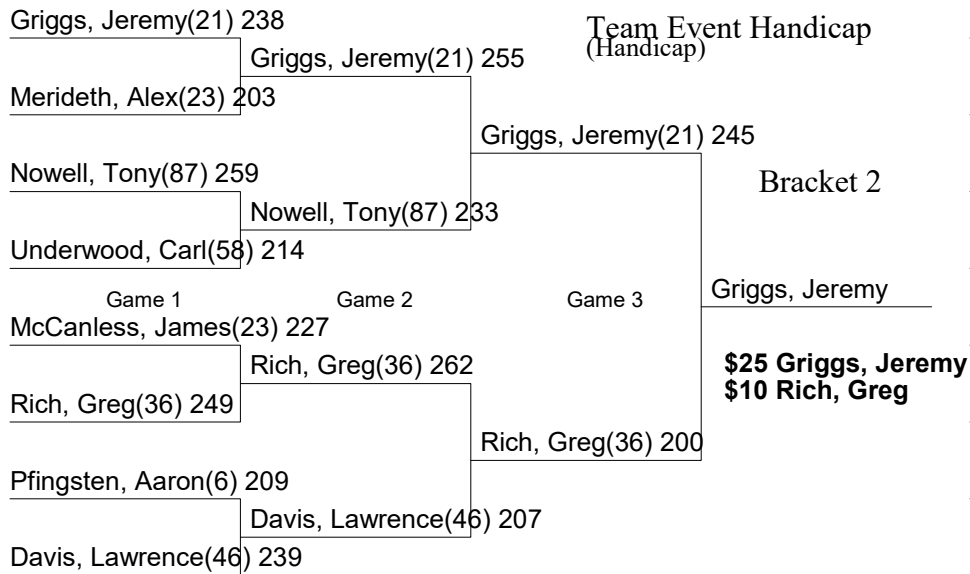 Griggs, Jeremy(21) 238
Team Event Handicap
(Handicap)
Griggs, Jeremy(21) 255
Merideth, Alex(23) 203
Griggs, Jeremy(21) 245
Nowell, Tony(87) 259
Bracket 2
Nowell, Tony(87) 233
Underwood, Carl(58) 214
Game 1
Game 2
Game 3
Griggs, Jeremy
McCanless, James(23) 227
Rich, Greg(36) 262
$25 Griggs, Jeremy
$10 Rich, Greg
Rich, Greg(36) 249
Rich, Greg(36) 200
Pfingsten, Aaron(6) 209
Davis, Lawrence(46) 207
Davis, Lawrence(46) 239